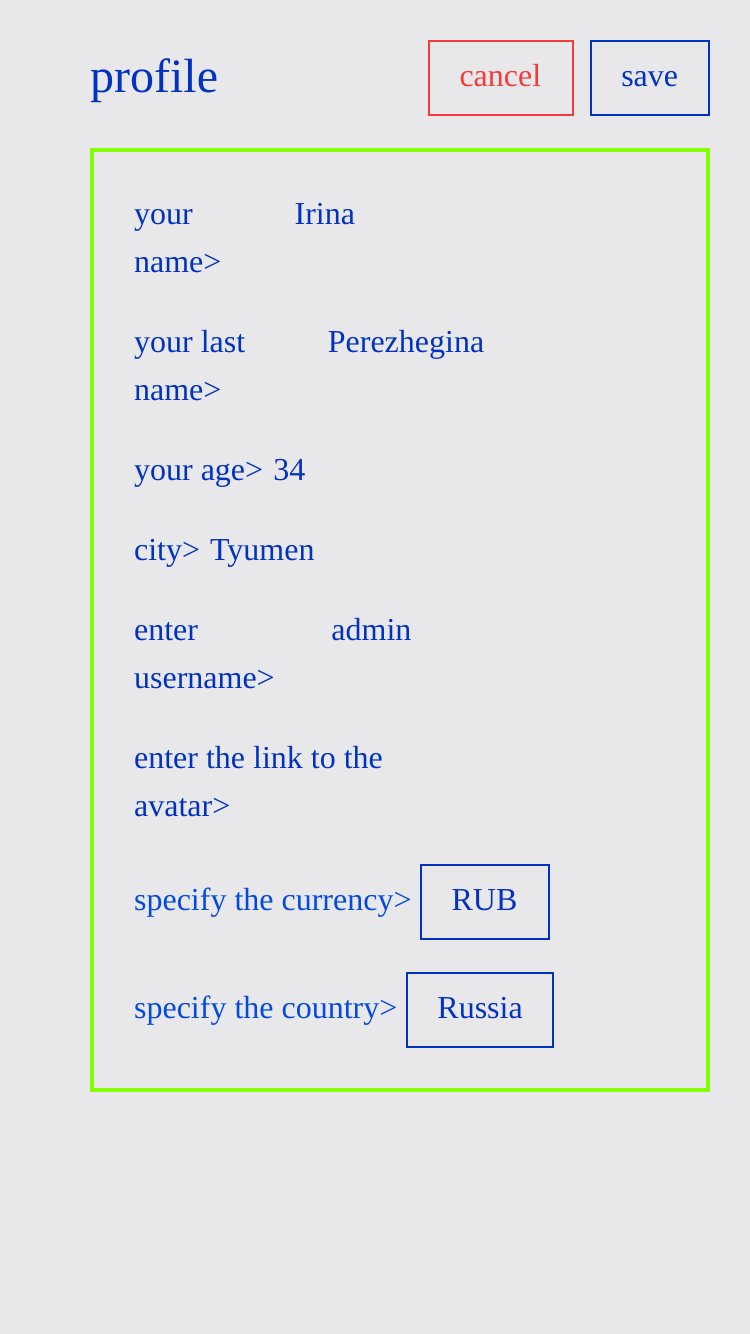 profile cancel save
your Irina
name>
your last Perezhegina
name>
your age> 34
city> Tyumen
enter admin
username>
enter the link to the
avatar>
specify the currency> RUB
specify the country> Russia